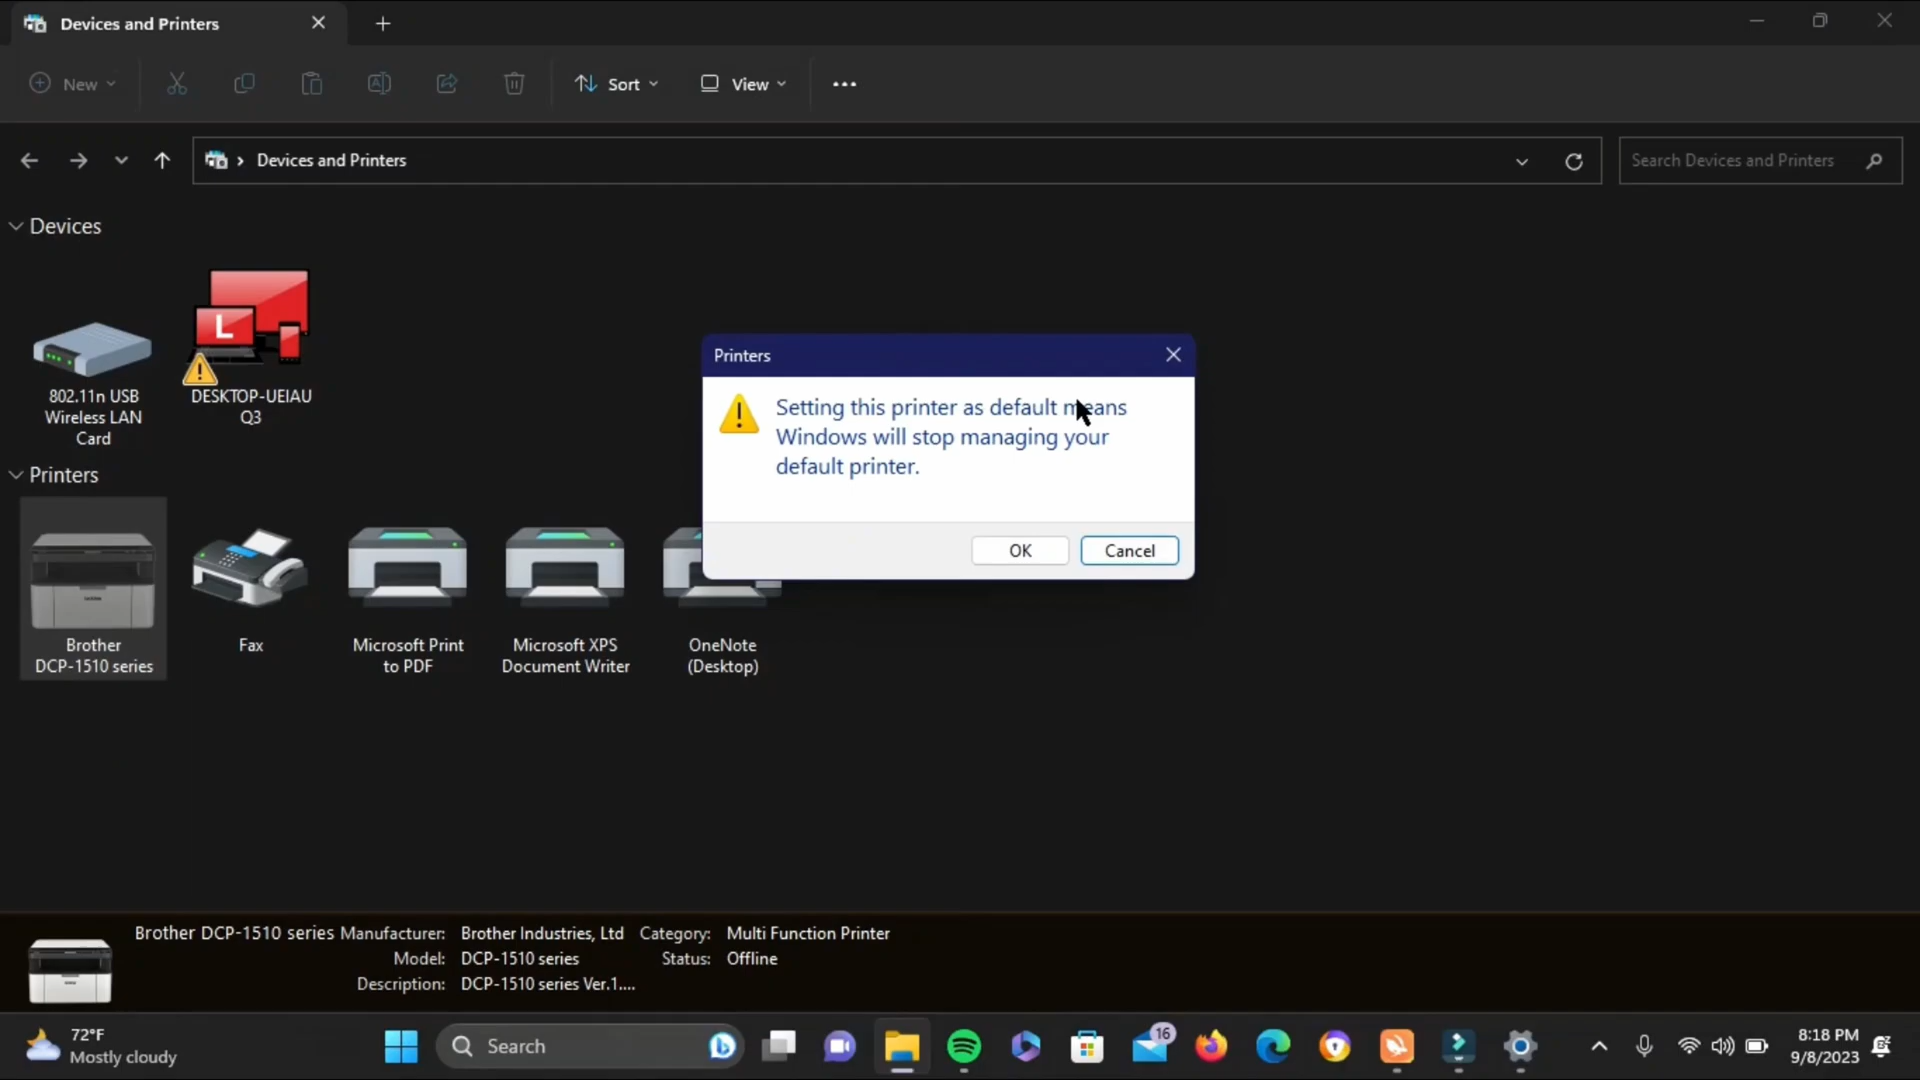 Devices and Printers
New
Sort
View
Devices and Printers
Search Devices and Printers
Devices
L
802.11n USB
Wireless LAN
Card
DESKTOP-UEIAU
Q3
Printers
Setting this printer as default means
Windows will stop managing your
default printer.
OK
Cancel
Printers
Brother
DCP-1510 series
Fax
Microsoft Print
to PDF
Microsoft XPS
Document Writer
OneNote
(Desktop)
Brother DCP-1510 series Manufacturer: Brother Industries, Ltd Category: Multi Function Printer
Model: DCP-1510 series Status: Offline
Description: DCP-1510 series Ver.1....
72°F
Mostly cloudy
Search
16
8:18 PM
9/8/2023